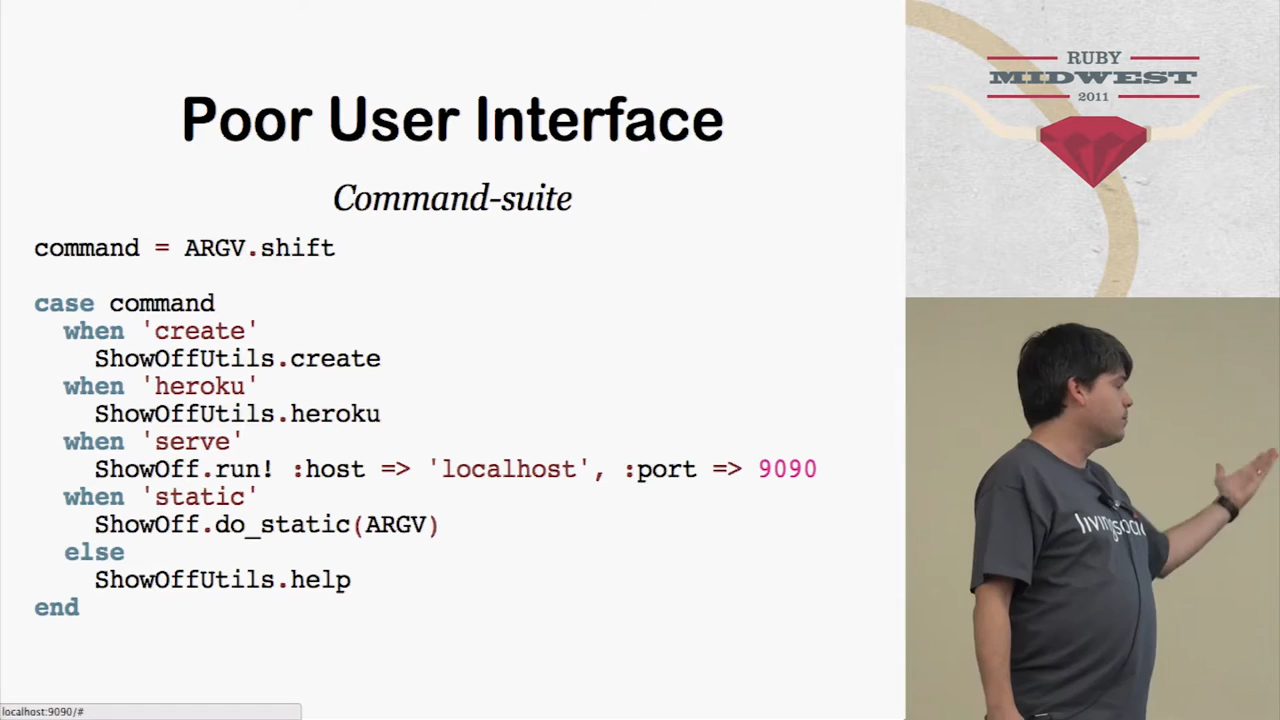 Poor User Interface
Command-suite
command = ARGV.shift
case command
when 'create'
ShowOffUtils.create
when 'heroku'
ShowOffUtils.heroku
when 'serve'
ShowOff.run! :host => 'localhost', :port => 9090
when 'static'
ShowOff.do_static(ARGV)
else
ShowOffUtils.help
end
localhost:9090/#
RUBY
MIDWEST
2011